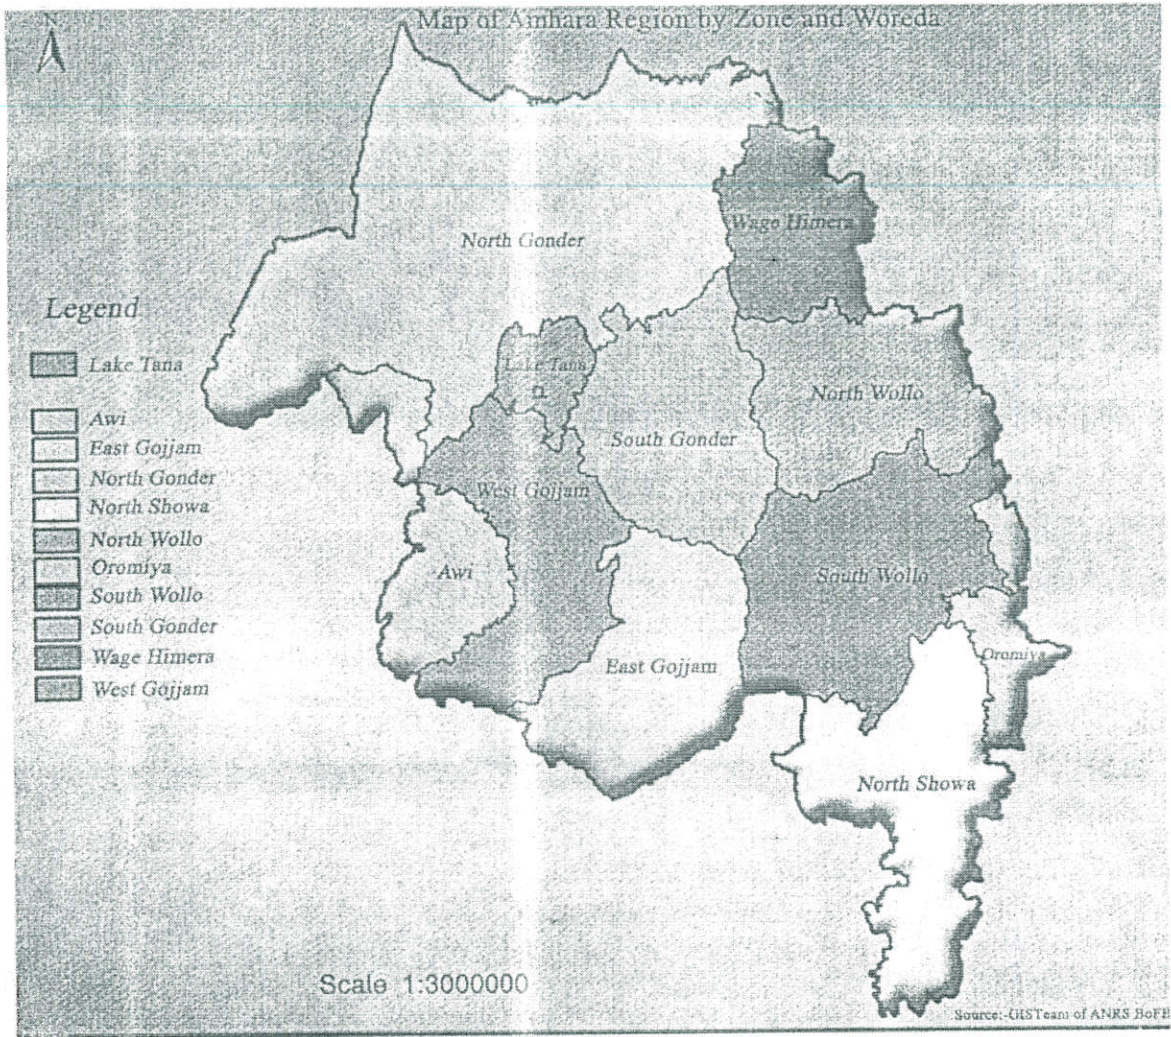 Map of Amhara Region by Zone and Woreda
N
Wage Himera
North Gonder
Legend
Lake Tana
Awi
East Gojjam
North Gonder
North Showa
North Wollo
Oromiya
South Wollo
South Gonder
Wage Himera
West Gojjam
Lake Tana
North Wollo
South Gonder
West Gojjam
Awi
South Wollo
East Gojjam
Oromiya
North Showa
Scale 1:3000000
Source:-GISTeam of ANRS BoFE